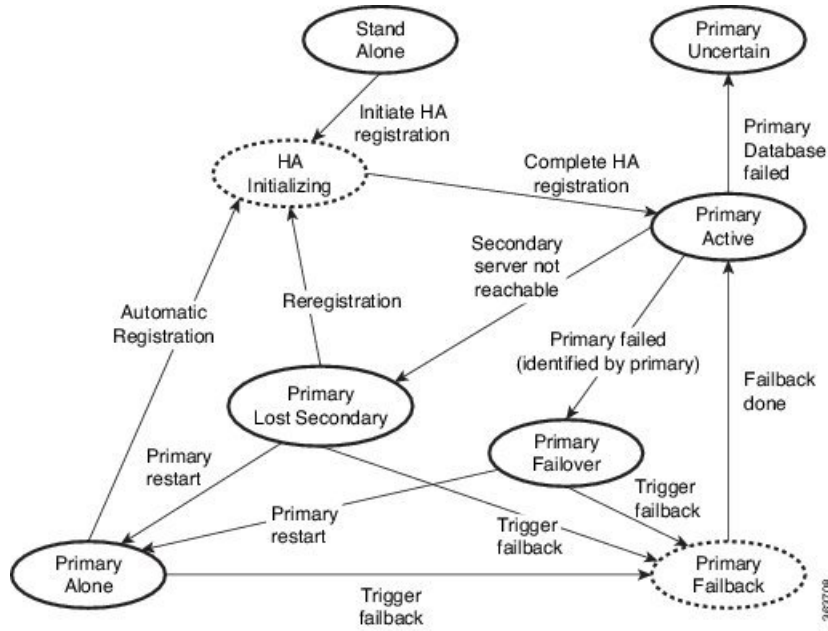 Stand
Alone
Primary
Uncertain
Initiate HA
registration
Primary
Database
failed
HA
Initializing
Complete HA
registration
Primary
Active
Secondary
server not
reachable
Automatic
Registration
Reregistration
Primary failed
(identified by primary)
Failback
done
Primary
Lost Secondary
Primary
Failover
Primary
restart
Primary
restart
Trigger
failback
Trigger
failback
Primary
Alone
Primary
Failback
Trigger
failback